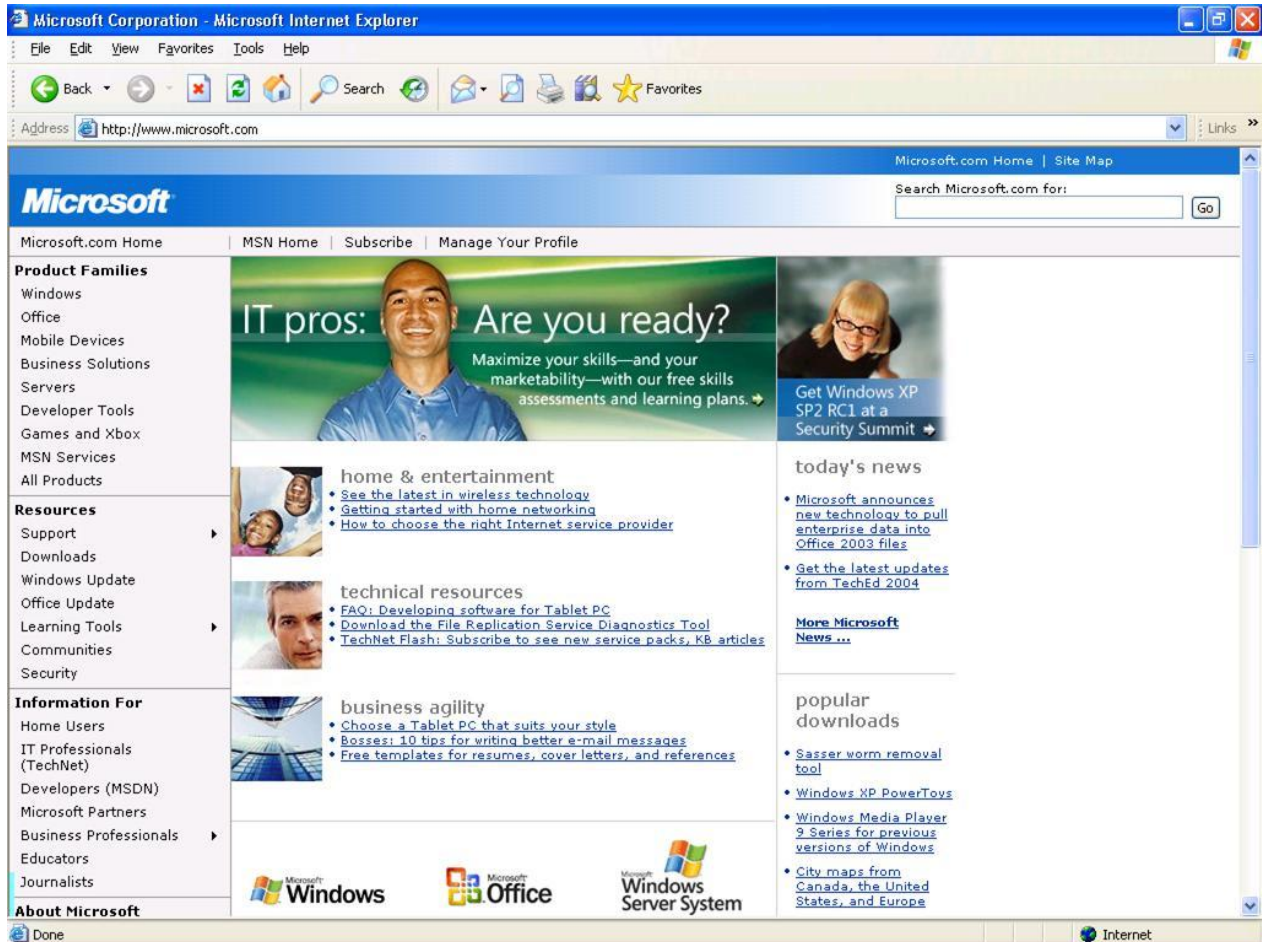 Microsoft Corporation - Microsoft Internet Explorer
File Edit View Favorites Tools Help
Back Search Favorites
Address http://www.microsoft.com Links »
Microsoft.com Home | Site Map
Microsoft
Search Microsoft.com for:
Go
Microsoft.com Home | MSN Home | Subscribe | Manage Your Profile
Product Families
Windows
Office
Mobile Devices
Business Solutions
Servers
Developer Tools
Games and Xbox
MSN Services
All Products
Resources
Support
Downloads
Windows Update
Office Update
Learning Tools
Communities
Security
Information For
Home Users
IT Professionals
(TechNet)
Developers (MSDN)
Microsoft Partners
Business Professionals
Educators
Journalists
About Microsoft
IT pros: Are you ready?
Maximize your skills—and your
marketability—with our free skills
assessments and learning plans.
Get Windows XP
SP2 RC1 at a
Security Summit
home & entertainment
• See the latest in wireless technology
• Getting started with home networking
• How to choose the right Internet service provider
technical resources
• FAQ: Developing software for Tablet PC
• Download the File Replication Service Diagnostics Tool
• TechNet Flash: Subscribe to see new service packs, KB articles
business agility
• Choose a Tablet PC that suits your style
• Bosses: 10 tips for writing better e-mail messages
• Free templates for resumes, cover letters, and references
Microsoft
Windows
Microsoft
Office
Microsoft
Windows
Server System
today's news
• Microsoft announces
new technology to pull
enterprise data into
Office 2003 files
• Get the latest updates
from TechEd 2004
More Microsoft
News ...
popular
downloads
• Sasser worm removal
tool
• Windows XP PowerToys
• Windows Media Player
9 Series for previous
versions of Windows
• City maps from
Canada, the United
States, and Europe
Done Internet